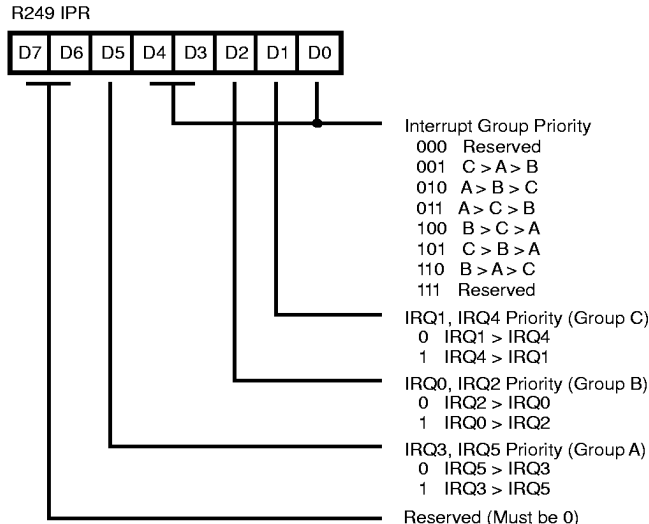 R249 IPR
D7 D6 D5 D4 D3 D2 D1 D0
Interrupt Group Priority
000 Reserved
001 C > A > B
010 A > B > C
011 A > C > B
100 B > C > A
101 C > B > A
110 B > A > C
111 Reserved
IRQ1, IRQ4 Priority (Group C)
0 IRQ1 > IRQ4
1 IRQ4 > IRQ1
IRQ0, IRQ2 Priority (Group B)
0 IRQ2 > IRQ0
1 IRQ0 > IRQ2
IRQ3, IRQ5 Priority (Group A)
0 IRQ5 > IRQ3
1 IRQ3 > IRQ5
Reserved (Must be 0)